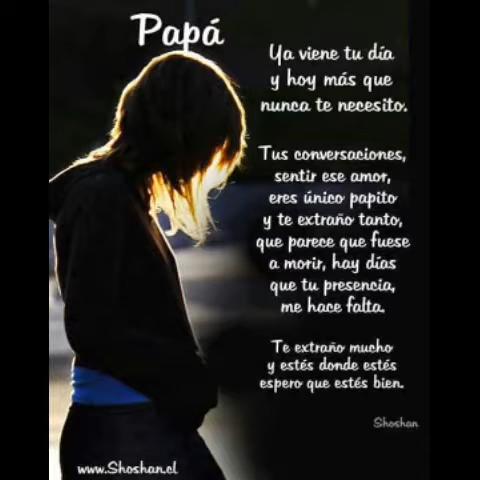 Papá
Ya viene tu día
y hoy más que
nunca te necesito.
Tus conversaciones,
sentir ese amor,
eres único papito
y te extraño tanto,
que parece que fuese
a morir, hay días
que tu presencia,
me hace falta.
Te extraño mucho
y estés donde estés
espero que estés bien.
Shoshan
www.Shoshan.cl